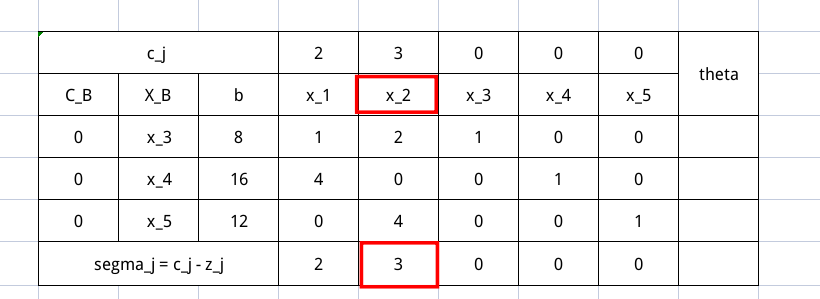 c_j 2 3 0 0 0 theta
C_B X_B b x_1 x_2 x_3 x_4 x_5
0 x_3 8 1 2 1 0 0
0 x_4 16 4 0 0 1 0
0 x_5 12 0 4 0 0 1
segma_j = c_j - z_j 2 3 0 0 0